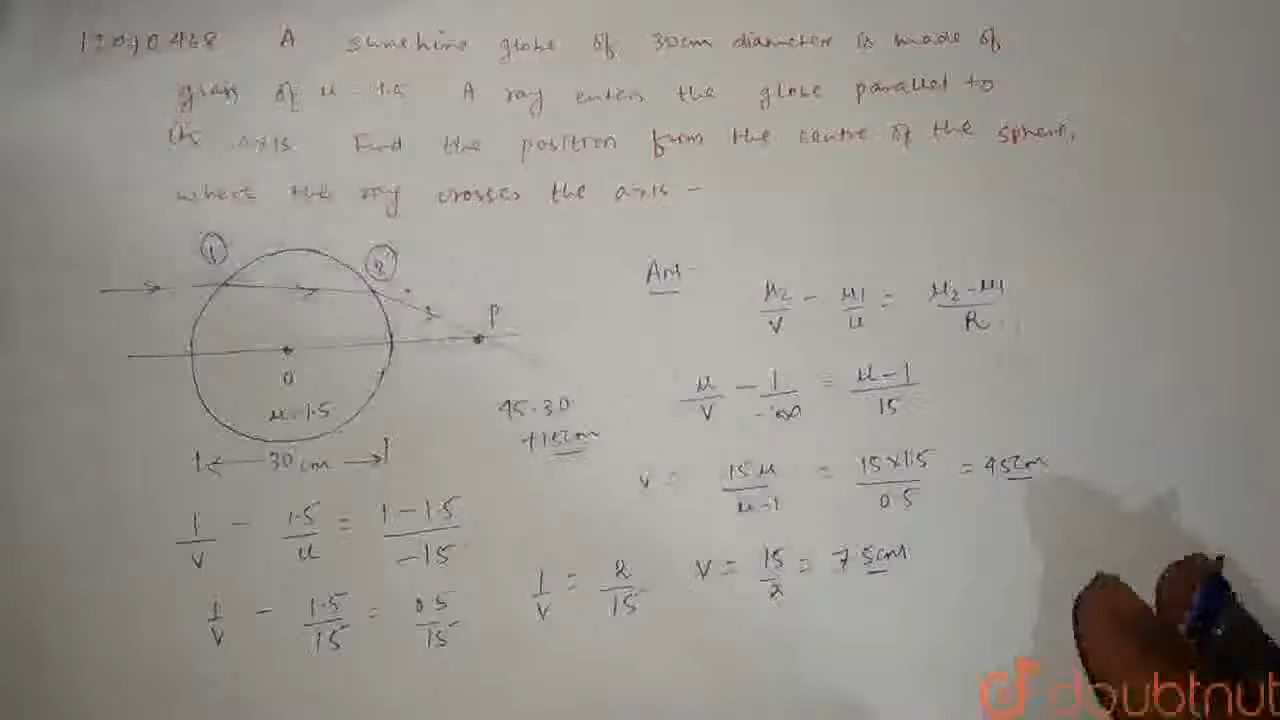 A sunshine globe of 30cm diameter is made of
glass of μ - 1.5 A ray enters the globe parallel to
its axis Find the position from the centre of the sphere,
where the ray crosses the axis -
1
2
P
O
μ=1.5
30cm
45-30
+15cm
Ans -
μ2/v - μ1/u = μ2-μ1/R
μ/v - 1/-∞ = μ-1/15
v = 15μ/μ-1 = 15×1.5/0.5 = 45cm
1/v - 1.5/u = 1-1.5/-15
1/v - 1.5/15 = 0.5/15
1/v = 2/15 v = 15/2 = 7.5cm
doubtnut